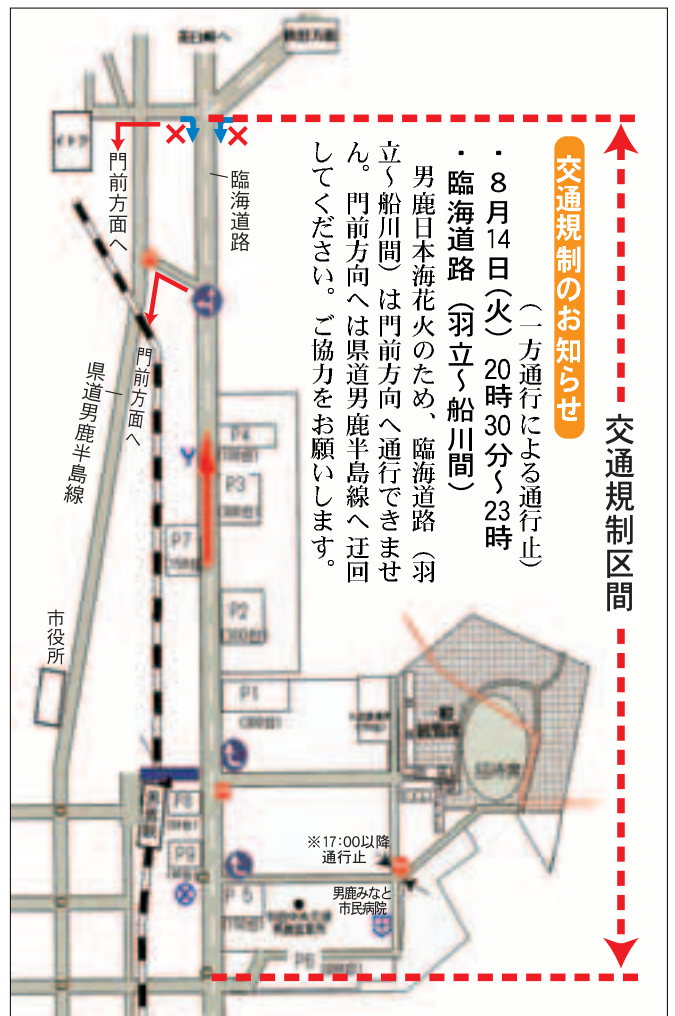 交通規制のお知らせ
（一方通行による通行止）
・8月14日(火) 20時30分〜23時
・臨海道路（羽立〜船川間）
男鹿日本海花火のため、臨海道路（羽
立〜船川間）は門前方向へ通行できませ
ん。門前方向へは県道男鹿半島線へ迂回
してください。ご協力をお願いします。
交通規制区間
イトク
臨海道路
門前方面へ
門前方面へ
県道男鹿半島線
市役所
P4
P3
P7
P2
P1
P8
P9
P5
P6
男鹿駅
※17:00以降
通行止
男鹿みなと
市民病院